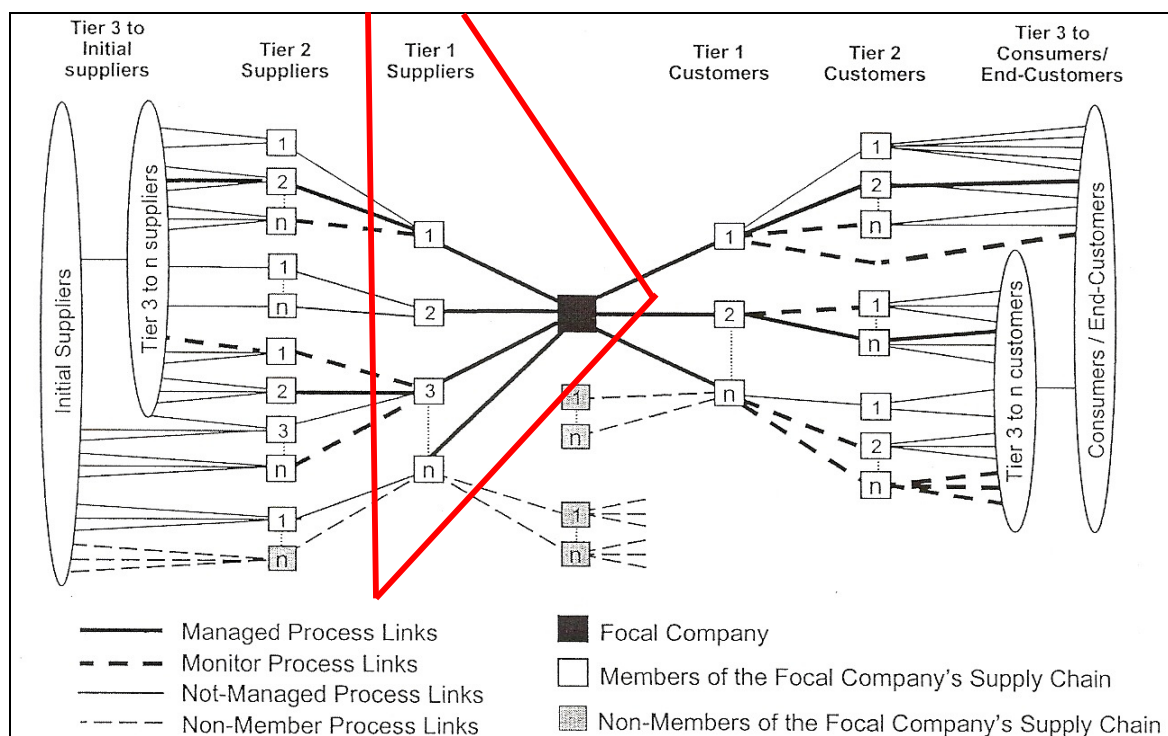 Tier 3 to
Initial
suppliers
Tier 2
Suppliers
Tier 1
Suppliers
Tier 1
Customers
Tier 2
Customers
Tier 3 to
Consumers/
End-Customers
Initial Suppliers
Tier 3 to n suppliers
1
2
n
1
n
1
2
3
n
1
n
1
2
3
n
1
n
1
n
1
2
n
1
2
n
1
n
1
2
n
Tier 3 to n customers
Consumers / End-Customers
Managed Process Links
Monitor Process Links
Not-Managed Process Links
Non-Member Process Links
Focal Company
Members of the Focal Company's Supply Chain
Non-Members of the Focal Company's Supply Chain